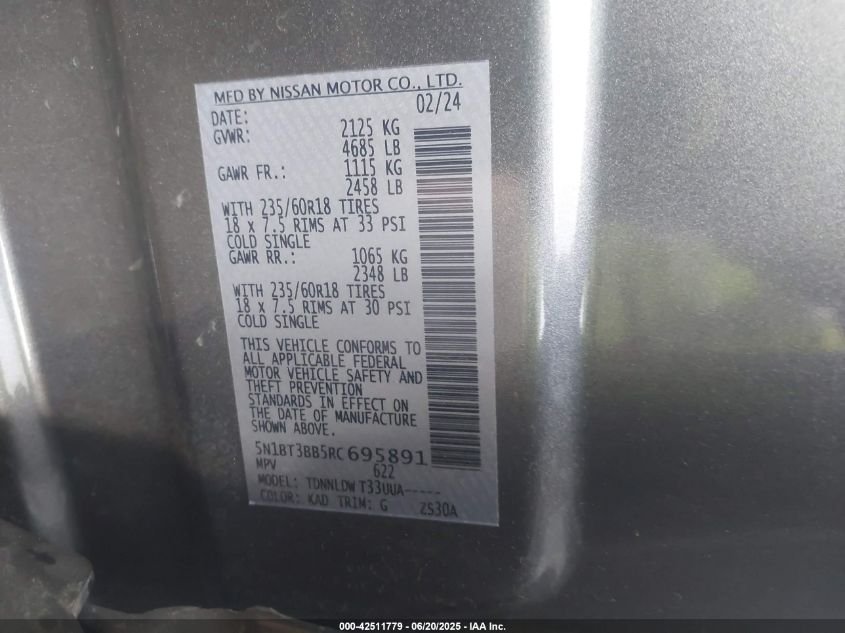 MFD BY NISSAN MOTOR CO., LTD.
DATE: 02/24
GVWR: 2125 KG
4685 LB
GAWR FR.: 1115 KG
2458 LB
WITH 235/60R18 TIRES
18 x 7.5 RIMS AT 33 PSI
COLD SINGLE
GAWR RR.: 1065 KG
2348 LB
WITH 235/60R18 TIRES
18 x 7.5 RIMS AT 30 PSI
COLD SINGLE
THIS VEHICLE CONFORMS TO
ALL APPLICABLE FEDERAL
MOTOR VEHICLE SAFETY AND
THEFT PREVENTION
STANDARDS IN EFFECT ON
THE DATE OF MANUFACTURE
SHOWN ABOVE.
5N1BT3BB5RC695891
MPV 622
MODEL: TDNNLDW T33UUA-----
COLOR: KAD TRIM: G 2S30A
000-42511779 - 06/20/2025 - IAA Inc.